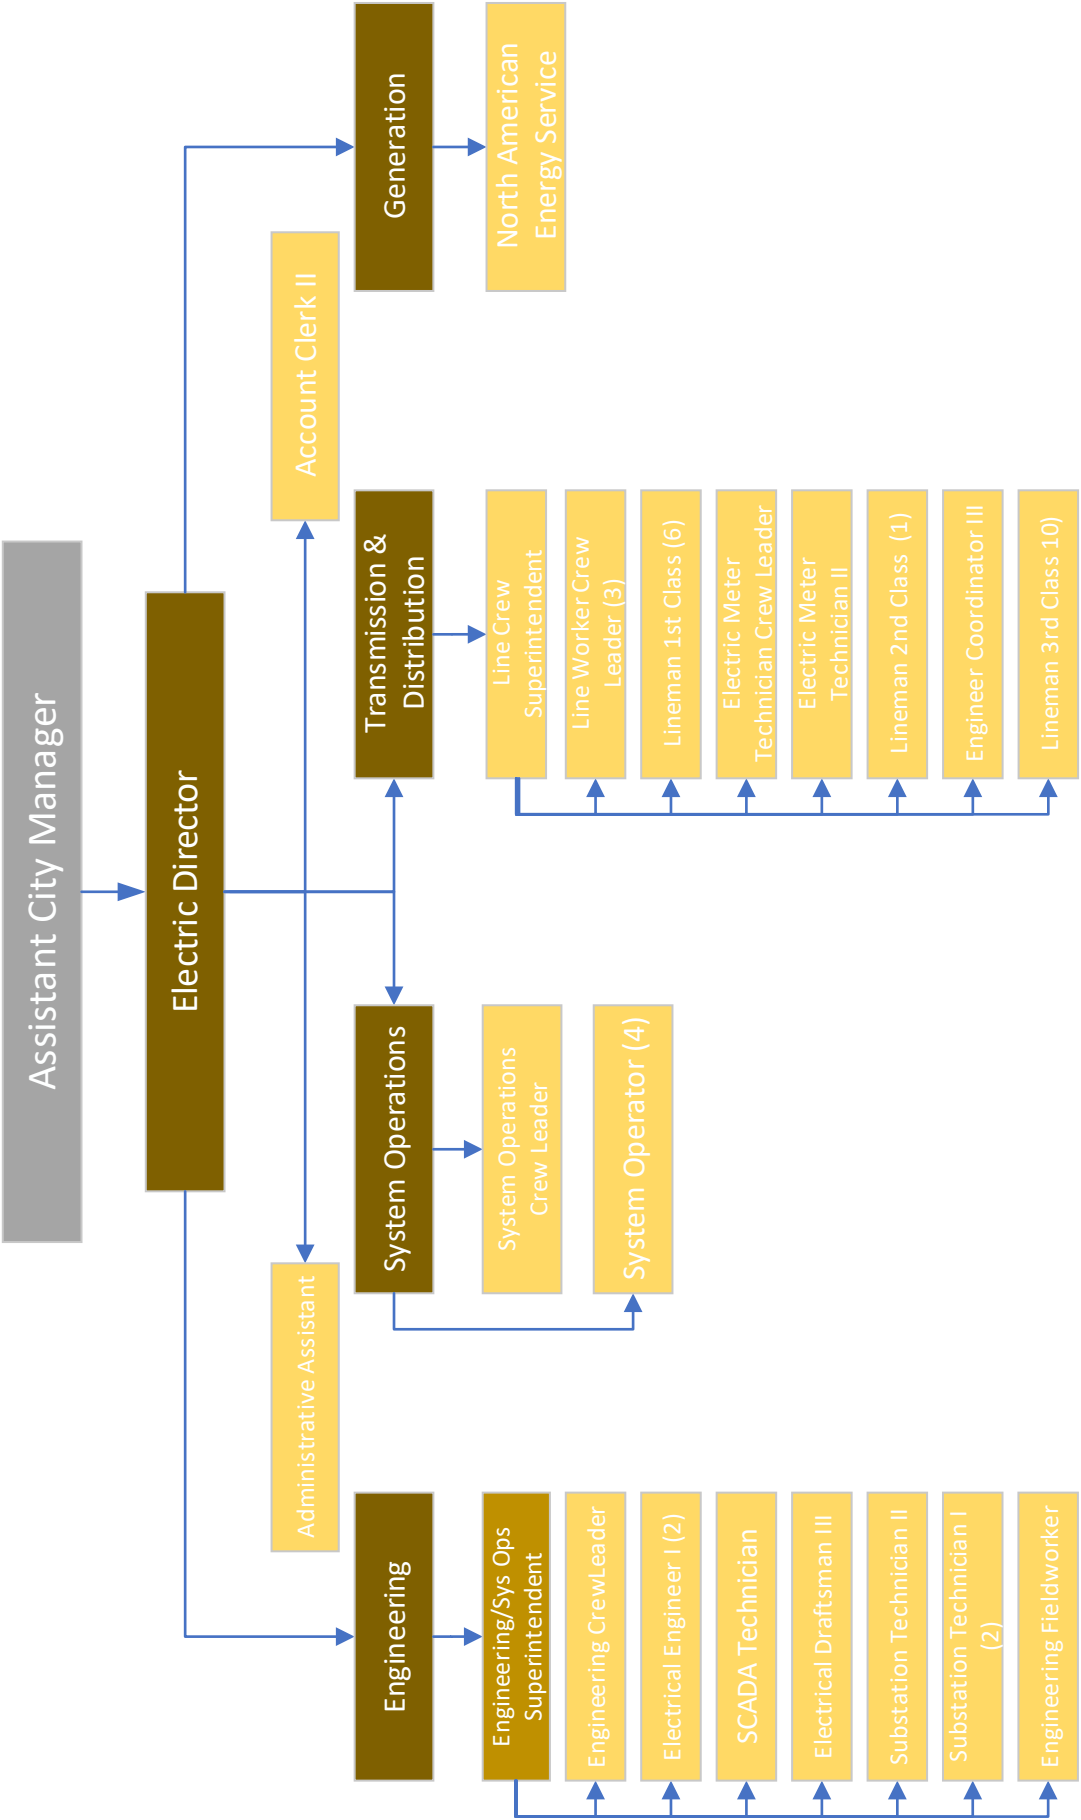 Assistant City Manager
Electric Director
Administrative Assistant
Account Clerk II
Engineering
System Operations
Transmission &
Distribution
Generation
Engineering/Sys Ops
Superintendent
Engineering CrewLeader
Electrical Engineer I (2)
SCADA Technician
Electrical Draftsman III
Substation Technician II
Substation Technician I
(2)
Engineering Fieldworker
System Operations
Crew Leader
System Operator (4)
Line Crew
Superintendent
Line Worker Crew
Leader (3)
Lineman 1st Class (6)
Electric Meter
Technician Crew Leader
Electric Meter
Technician II
Lineman 2nd Class (1)
Engineer Coordinator III
Lineman 3rd Class 10)
North American
Energy Service